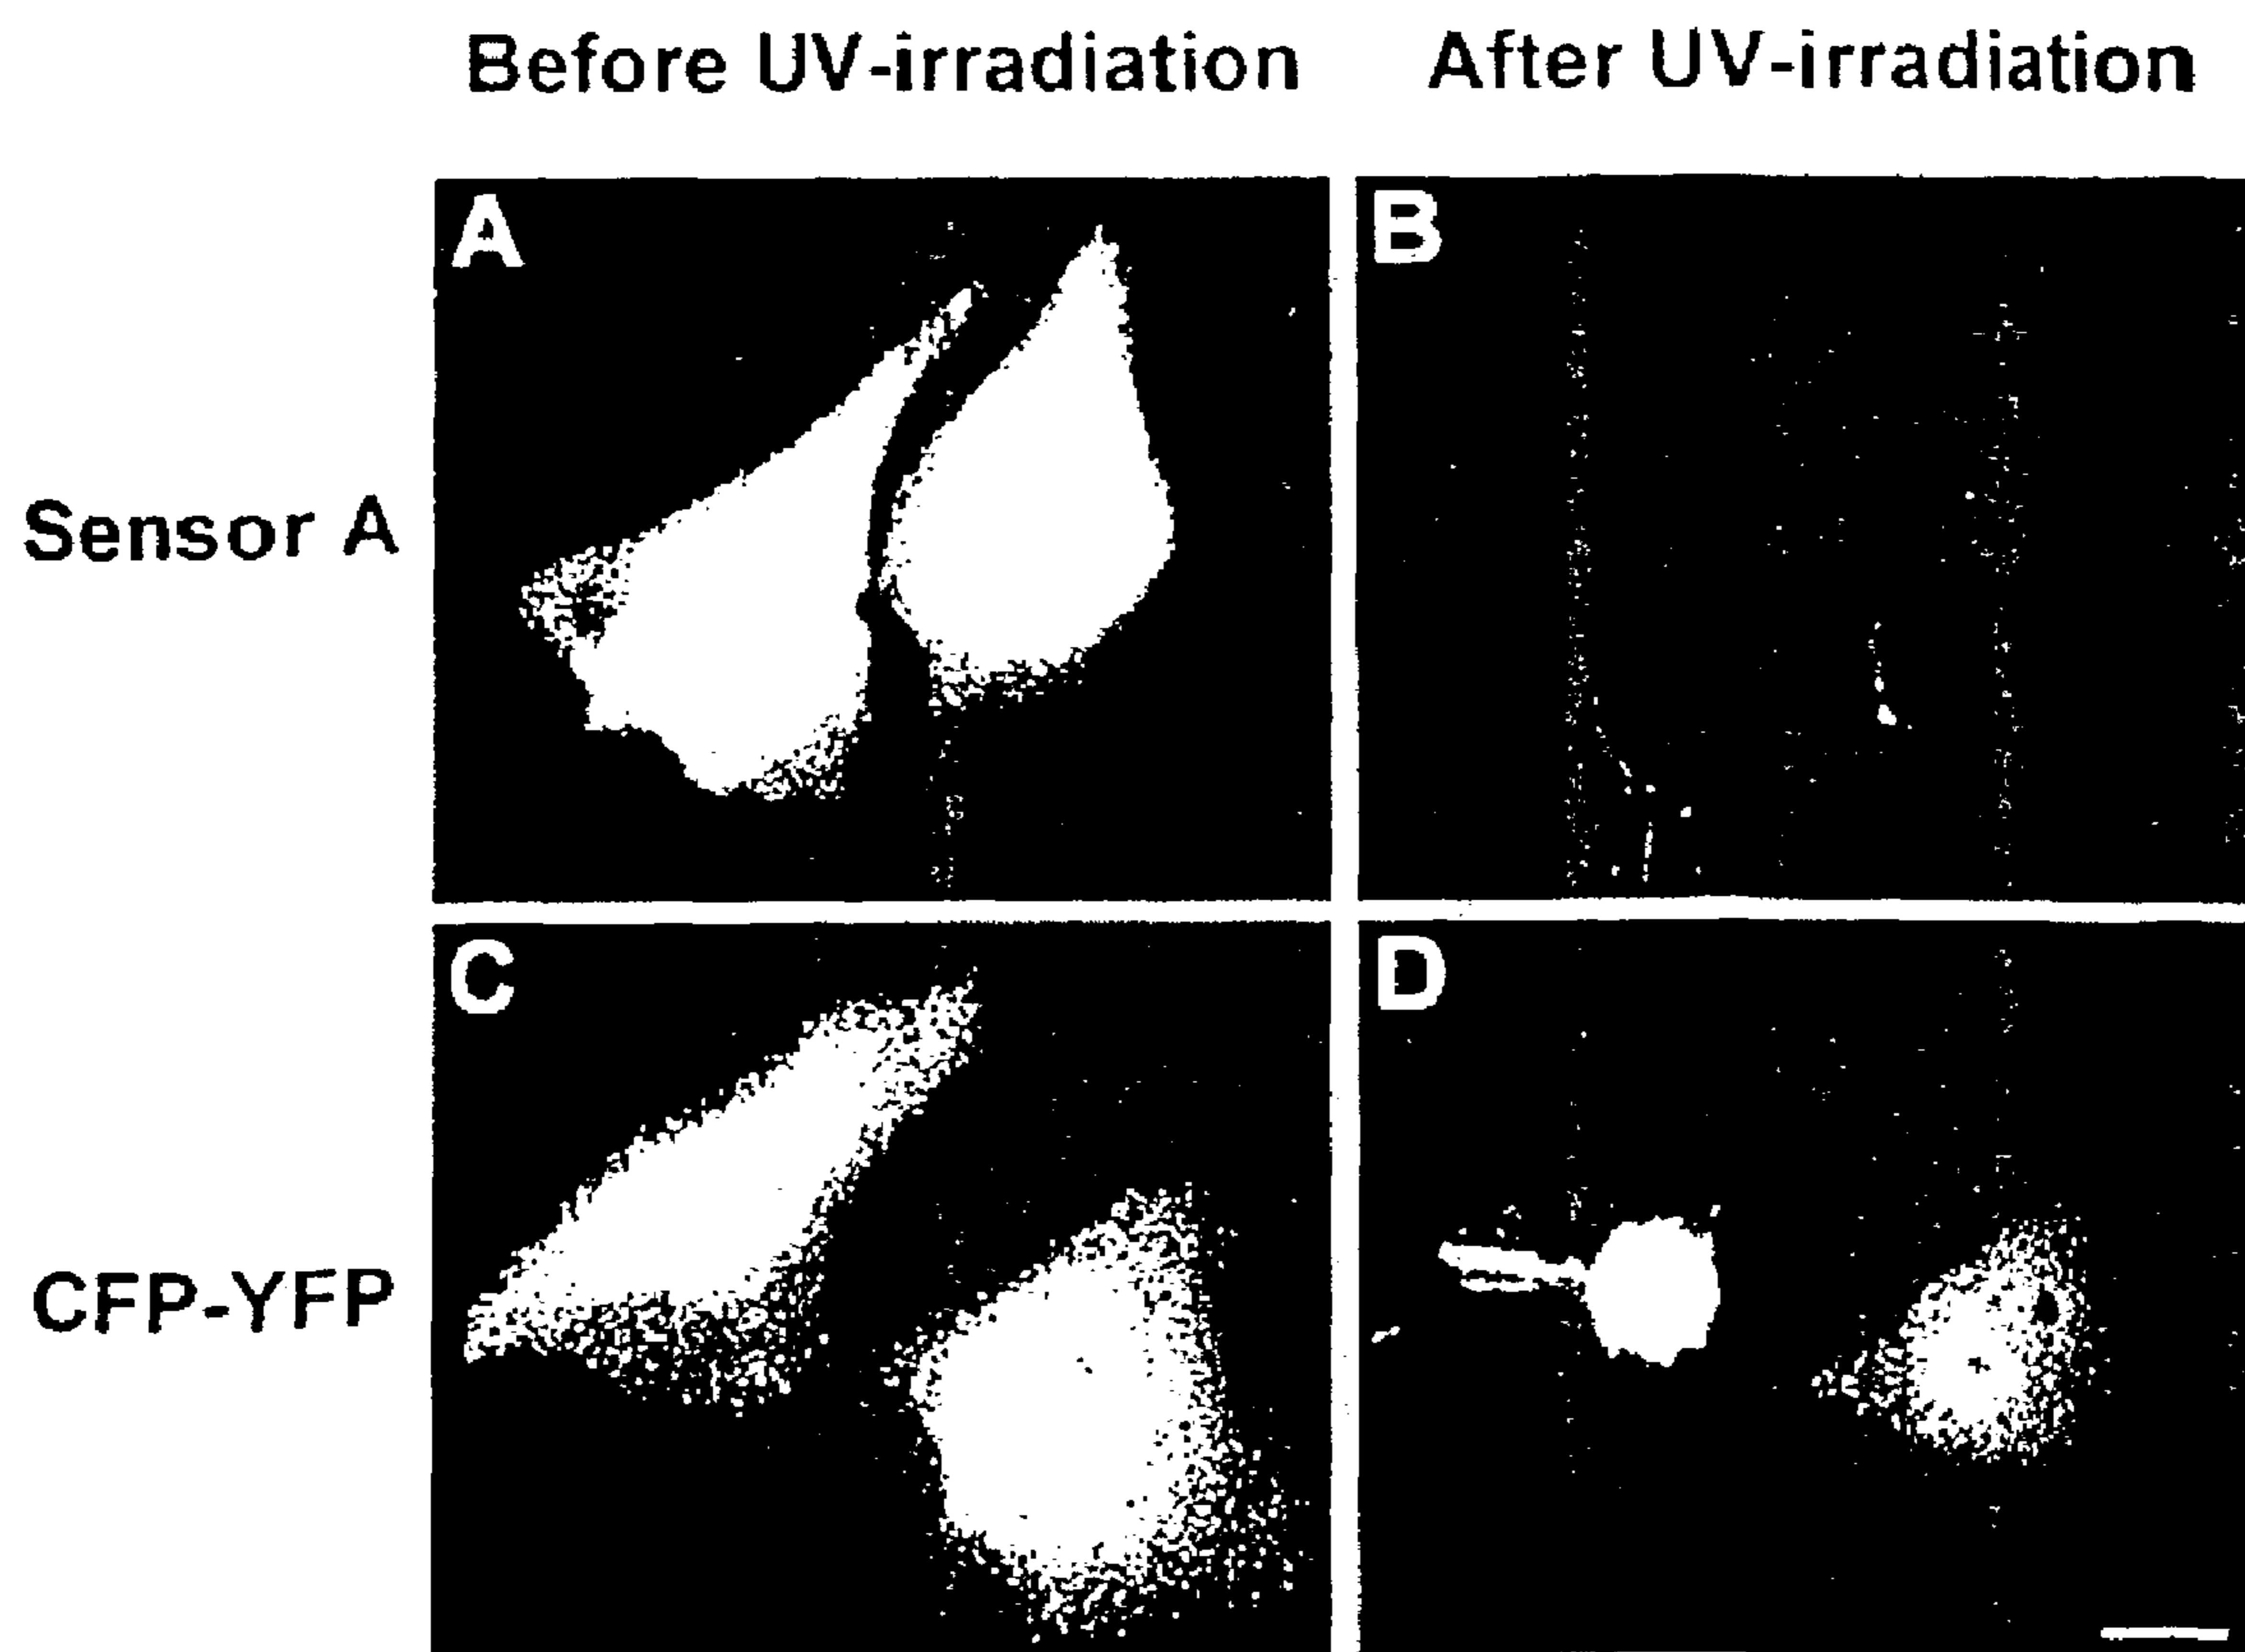 Before UV-irradiation
After UV-irradiation
Sensor A
A
B
CFP-YFP
C
D